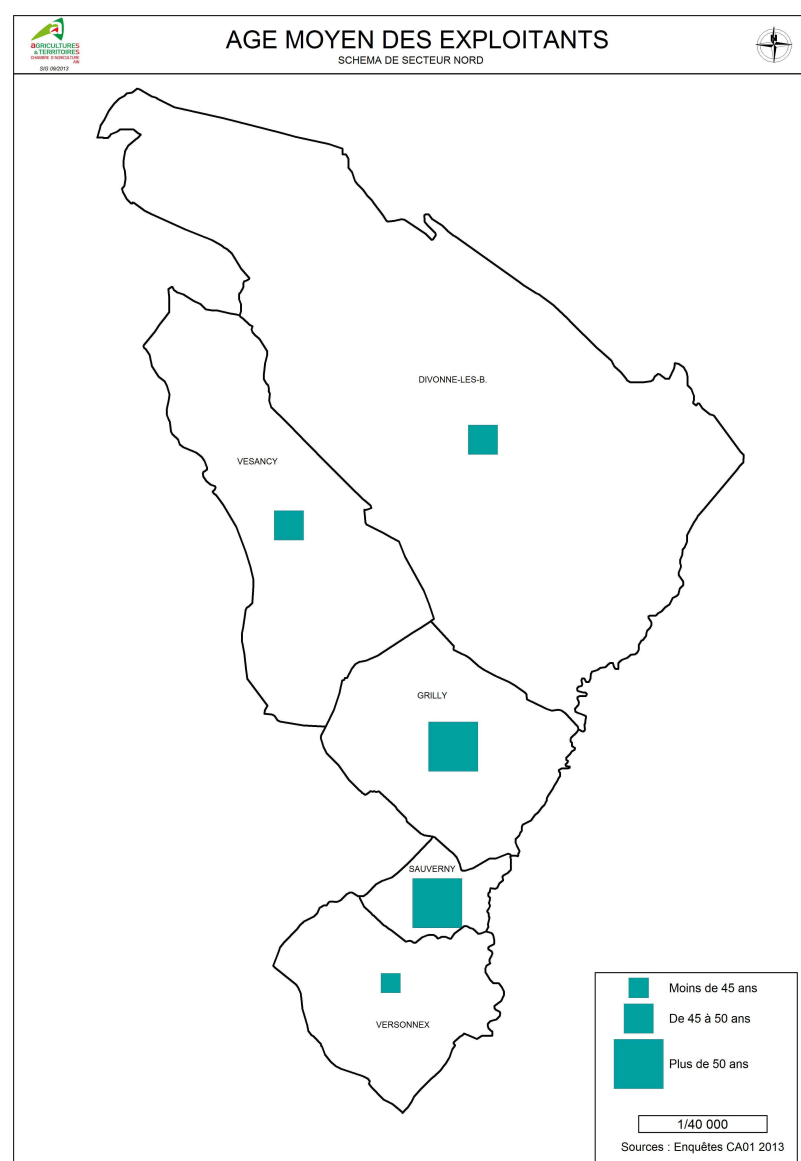 AGRICULTURES
& TERRITOIRES
CHAMBRE D'AGRICULTURE
AIN
SIG 09/2013
AGE MOYEN DES EXPLOITANTS
SCHEMA DE SECTEUR NORD
N
DIVONNE-LES-B.
VESANCY
GRILLY
SAUVERNY
VERSONNEX
Moins de 45 ans
De 45 à 50 ans
Plus de 50 ans
1/40 000
Sources : Enquêtes CA01 2013